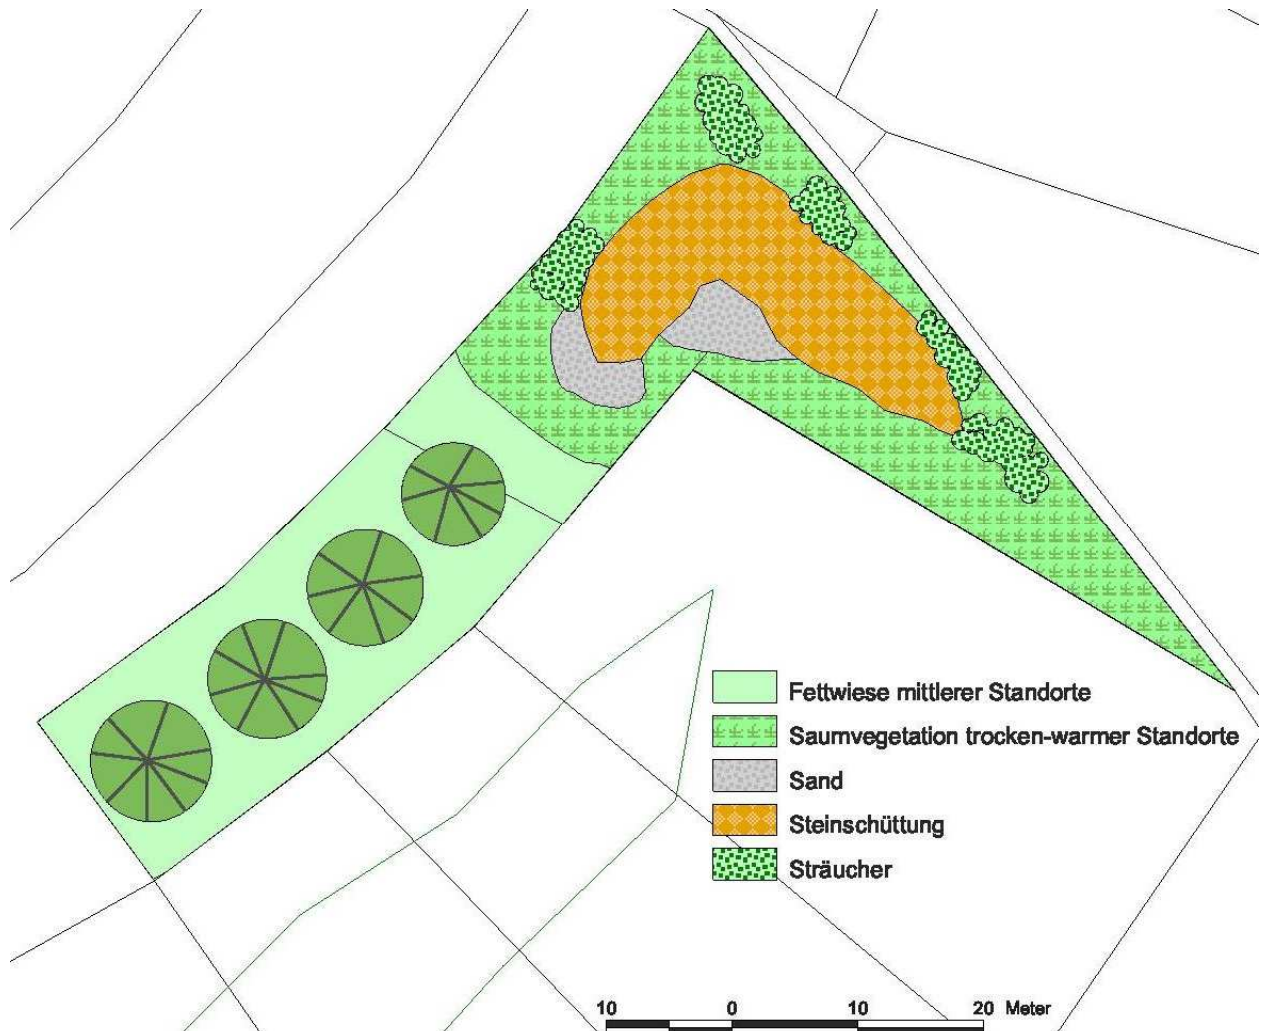 Fettwiese mittlerer Standorte
Saumvegetation trocken-warmer Standorte
Sand
Steinschüttung
Sträucher
10 0 10 20 Meter